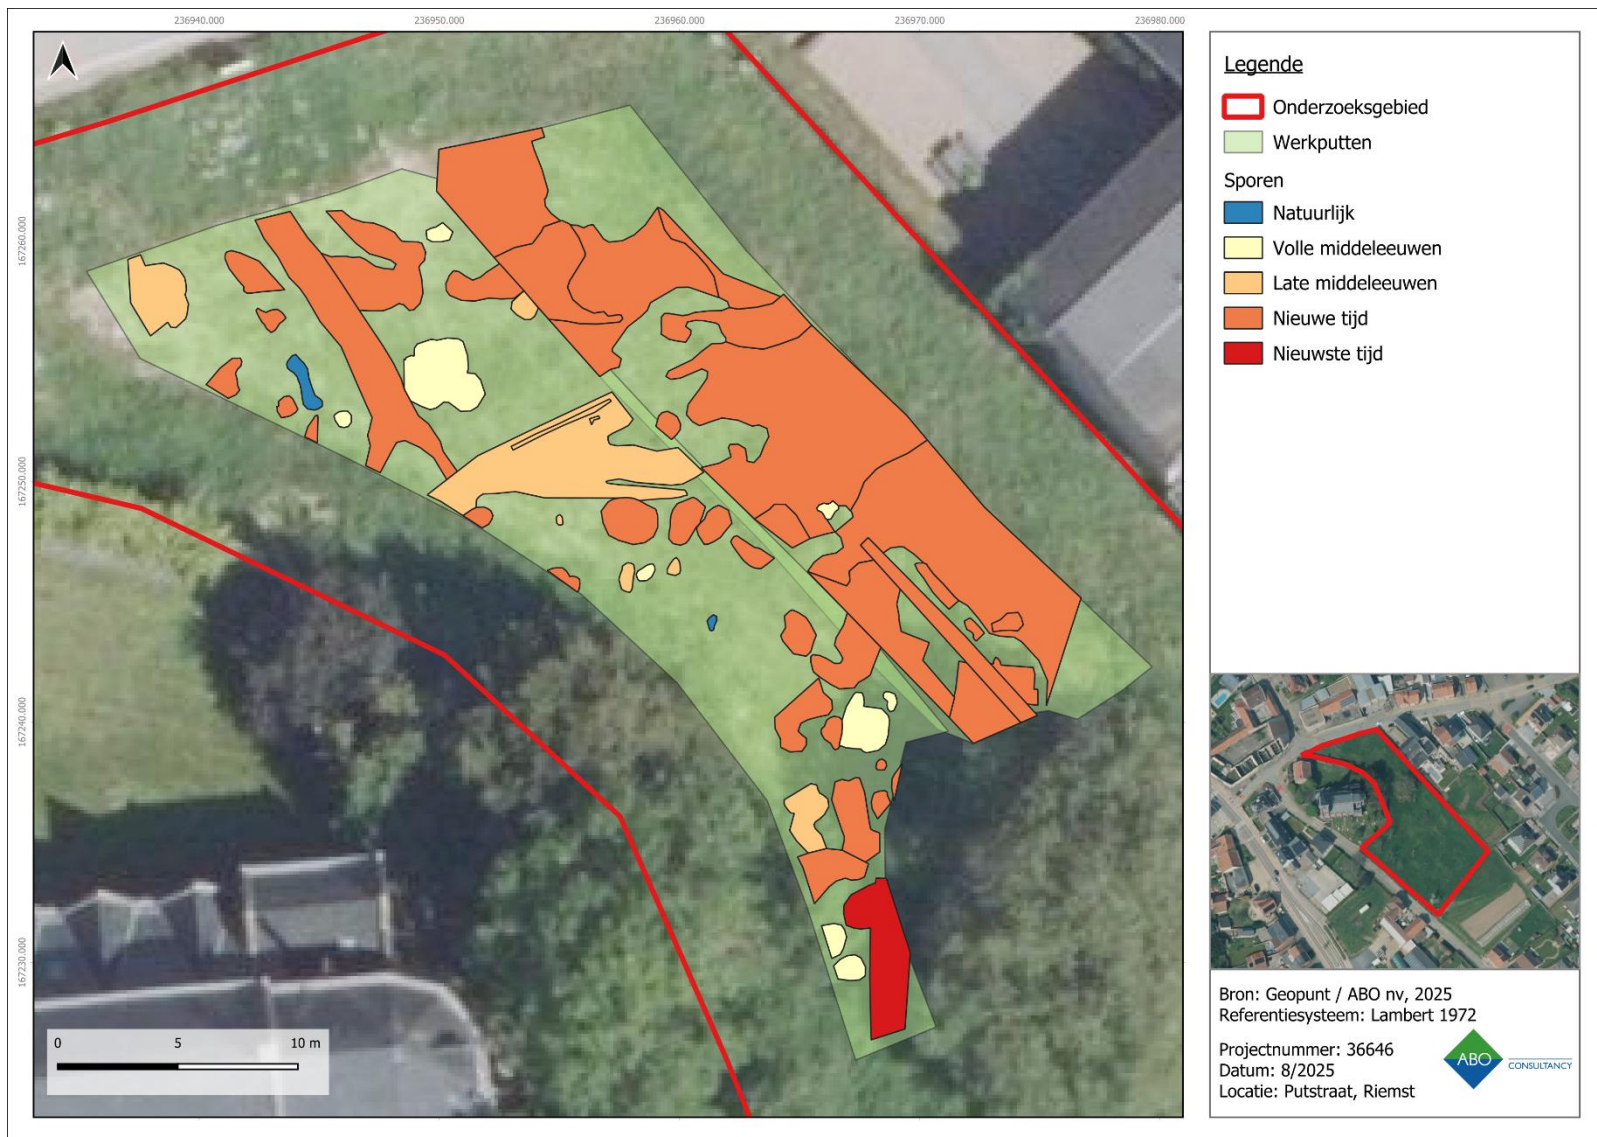 236940.000 236950.000 236960.000 236970.000 236980.000
167260.000
167250.000
167240.000
167230.000
0 5 10 m
Legende
Onderzoeksgebied
Werkputten
Sporen
Natuurlijk
Volle middeleeuwen
Late middeleeuwen
Nieuwe tijd
Nieuwste tijd
Bron: Geopunt / ABO nv, 2025
Referentiesysteem: Lambert 1972
Projectnummer: 36646
Datum: 8/2025
Locatie: Putstraat, Riemst
ABO
CONSULTANCY